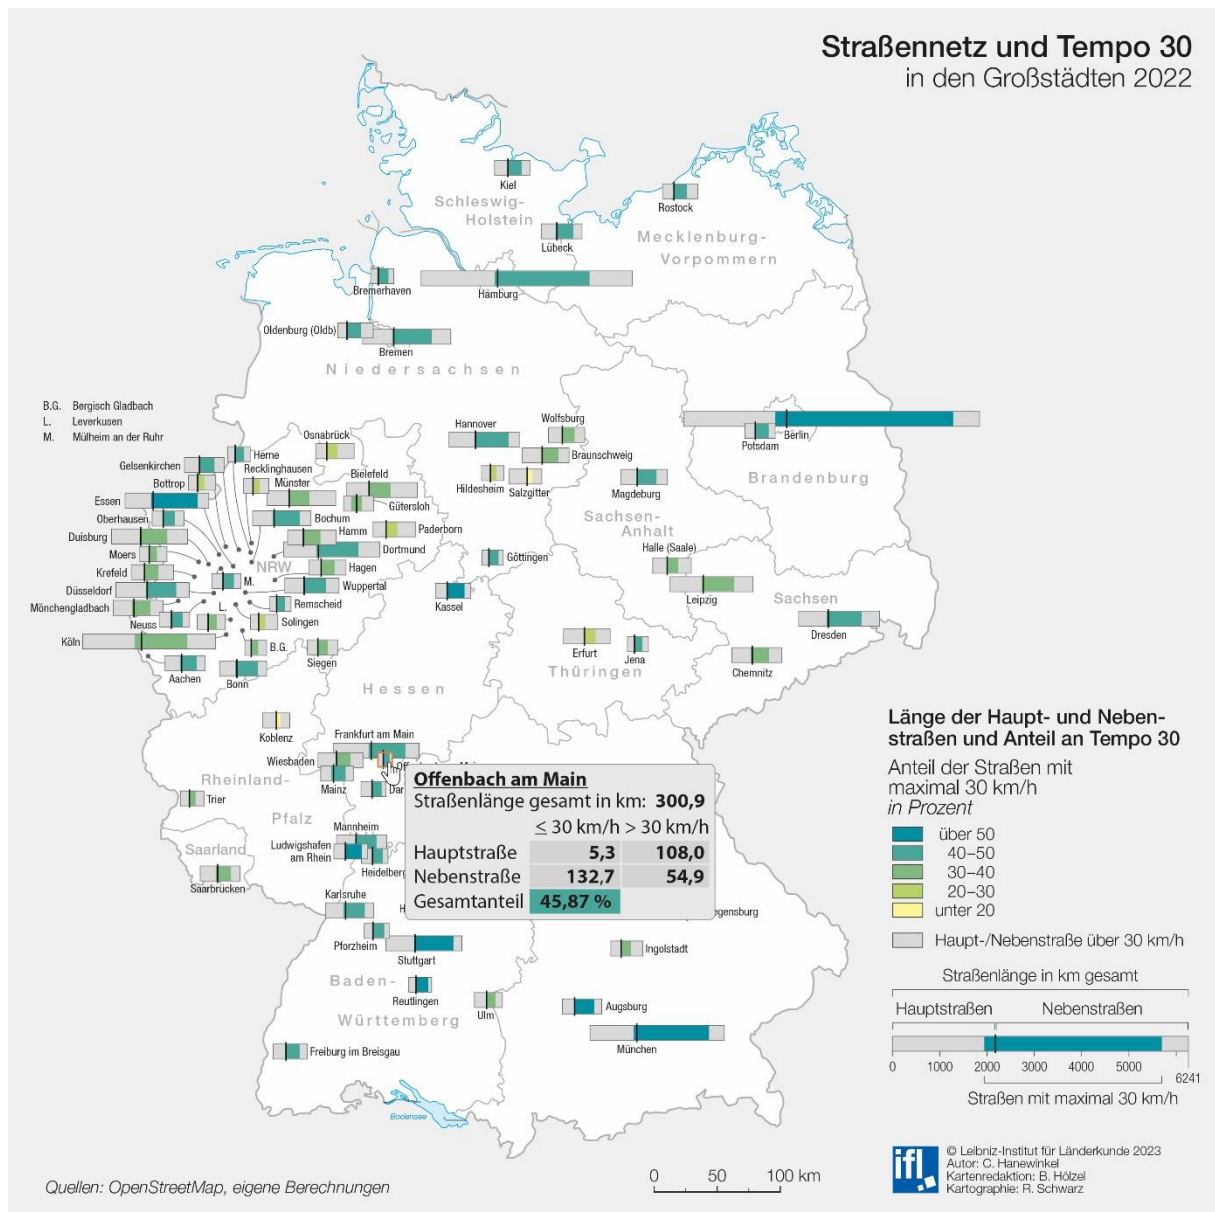 Straßennetz und Tempo 30
in den Großstädten 2022
Kiel
Schleswig-
Holstein
Rostock
Lübeck
Mecklenburg-
Vorpommern
Bremerhaven
Hamburg
Oldenburg (Oldb)
Bremen
Niedersachsen
B.G. Bergisch Gladbach
L. Leverkusen
M. Mülheim an der Ruhr
Hannover
Wolfsburg
Berlin
Potsdam
Osnabrück
Braunschweig
Brandenburg
Herne
Gelsenkirchen
Recklinghausen
Bielefeld
Hildesheim
Salzgitter
Magdeburg
Bottrop
Münster
Gütersloh
Essen
Sachsen-
Anhalt
Oberhausen
Bochum
Paderborn
Duisburg
Hamm
Dortmund
Halle (Saale)
Moers
Göttingen
NRW
Hagen
Krefeld
M.
Wuppertal
Düsseldorf
Kassel
Leipzig
Sachsen
Mönchengladbach
L.
Remscheid
Neuss
Solingen
Dresden
Köln
B.G.
Siegen
Erfurt
Jena
Thüringen
Chemnitz
Aachen
Bonn
Hessen
Koblenz
Frankfurt am Main
Wiesbaden
Rheinland-
Pfalz
Mainz
Dar
Trier
Offenbach am Main
Straßenlänge gesamt in km: 300,9
≤ 30 km/h > 30 km/h
Hauptstraße 5,3 108,0
Nebenstraße 132,7 54,9
Gesamtanteil 45,87 %
Mannheim
Ludwigshafen
am Rhein
Heidelberg
Saarland
Saarbrücken
Karlsruhe
H
egensburg
Pforzheim
Stuttgart
Ingolstadt
Baden-
Württemberg
Reutlingen
Ulm
Augsburg
München
Freiburg im Breisgau
Bodensee
Länge der Haupt- und Neben-
straßen und Anteil an Tempo 30
Anteil der Straßen mit
maximal 30 km/h
in Prozent
über 50
40–50
30–40
20–30
unter 20
Haupt-/Nebenstraße über 30 km/h
Straßenlänge in km gesamt
Hauptstraßen Nebenstraßen
0 1000 2000 3000 4000 5000
6241
Straßen mit maximal 30 km/h
0 50 100 km
ifl
© Leibniz-Institut für Länderkunde 2023
Autor: C. Hanewinkel
Kartenredaktion: B. Hölzel
Kartographie: R. Schwarz
Quellen: OpenStreetMap, eigene Berechnungen